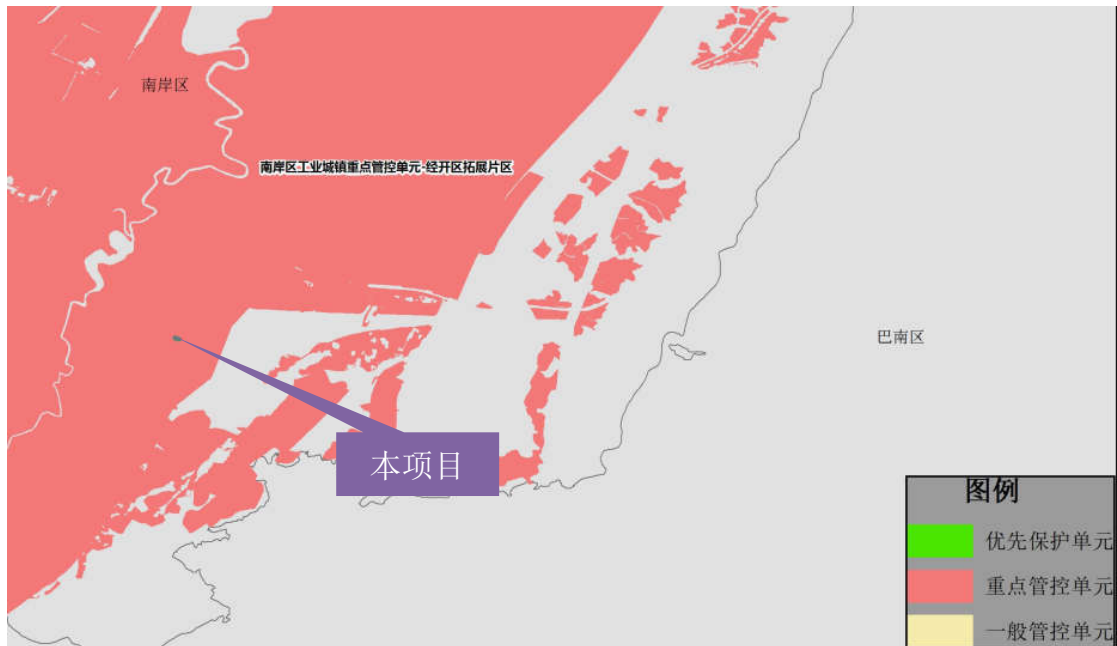 南岸区
南岸区工业城镇重点管控单元-经开区拓展片区
巴南区
本项目
图例
优先保护单元
重点管控单元
一般管控单元